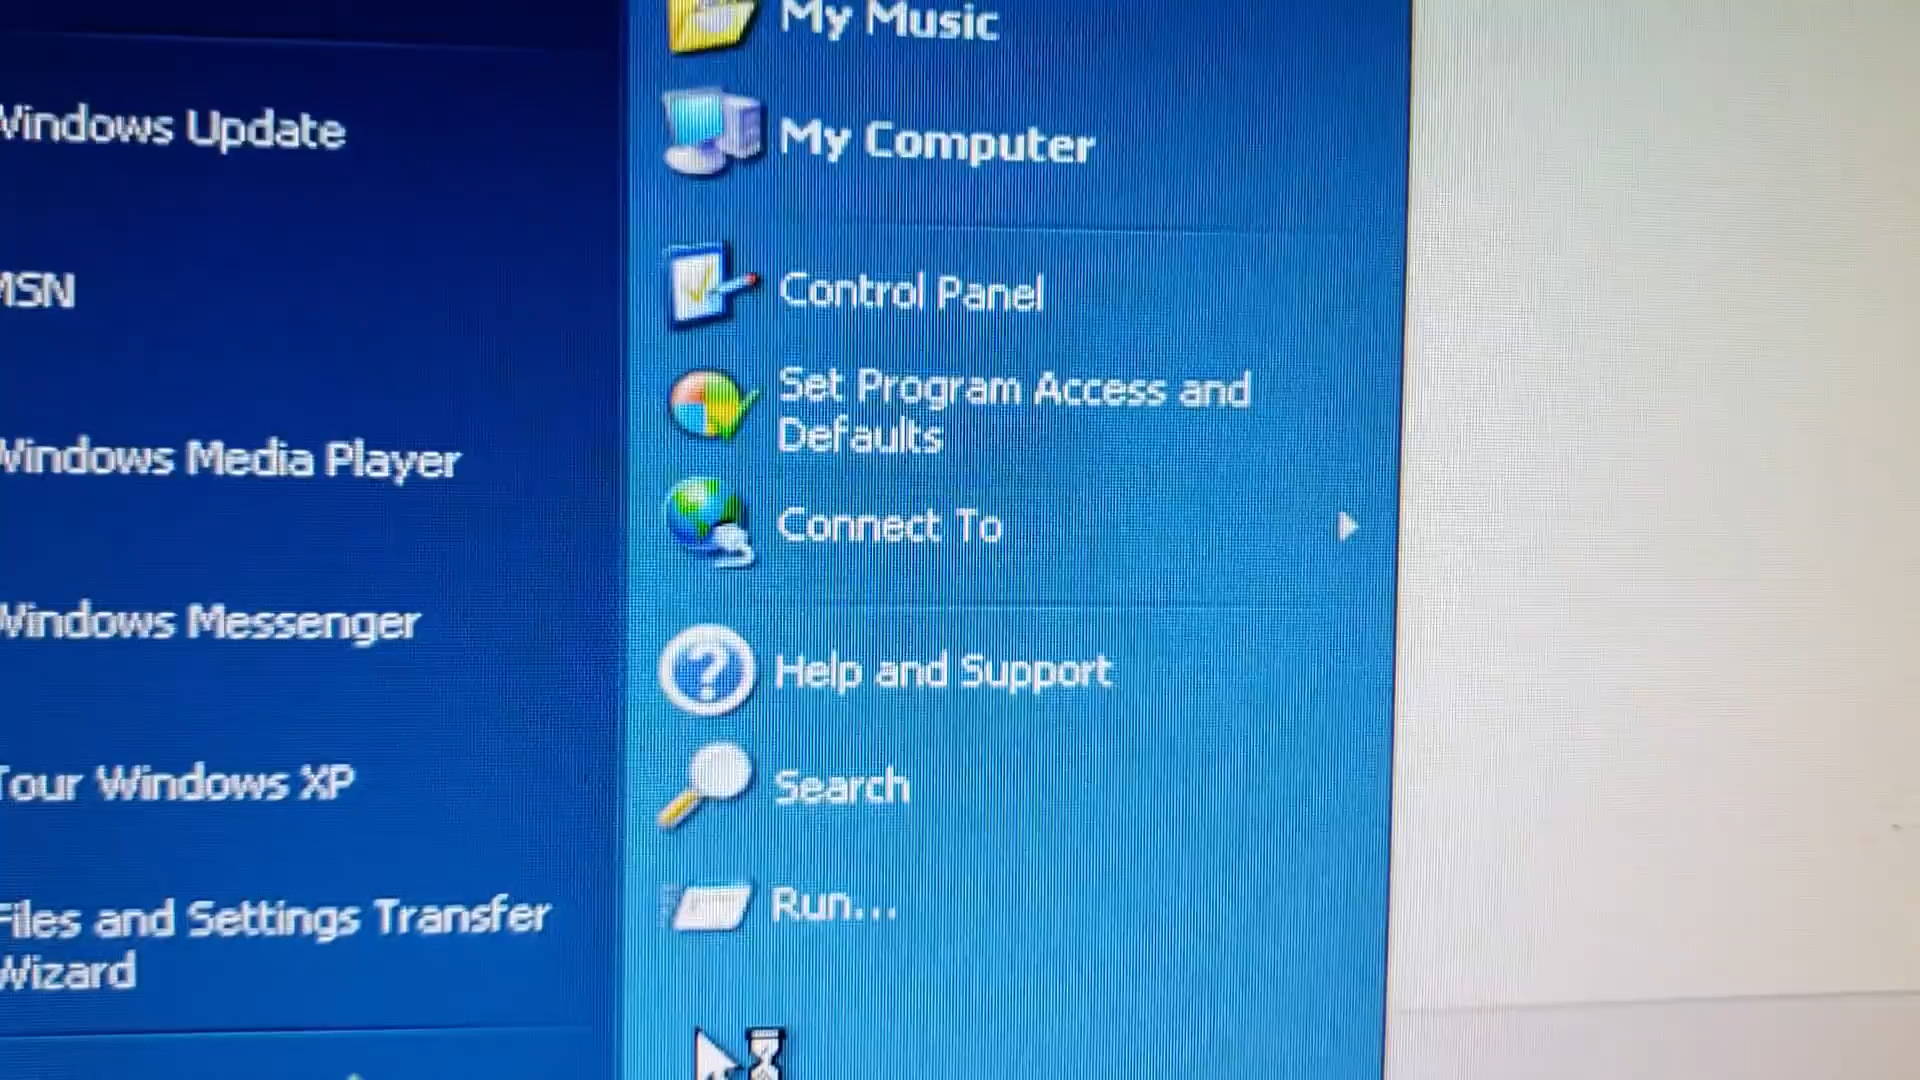 Windows Update
MSN
Windows Media Player
Windows Messenger
Tour Windows XP
Files and Settings Transfer
Wizard
My Music
My Computer
Control Panel
Set Program Access and
Defaults
Connect To
Help and Support
Search
Run...